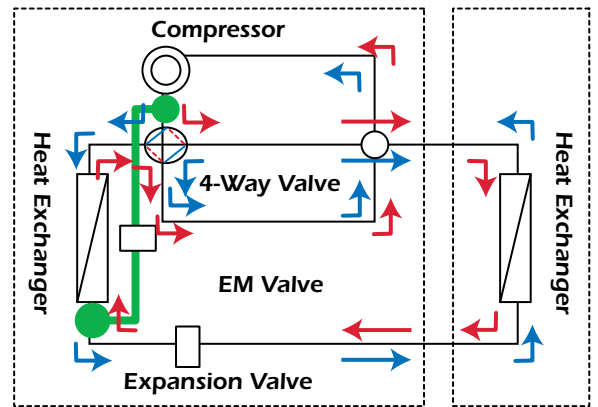 Compressor
Heat Exchanger
4-Way Valve
Heat Exchanger
EM Valve
Expansion Valve